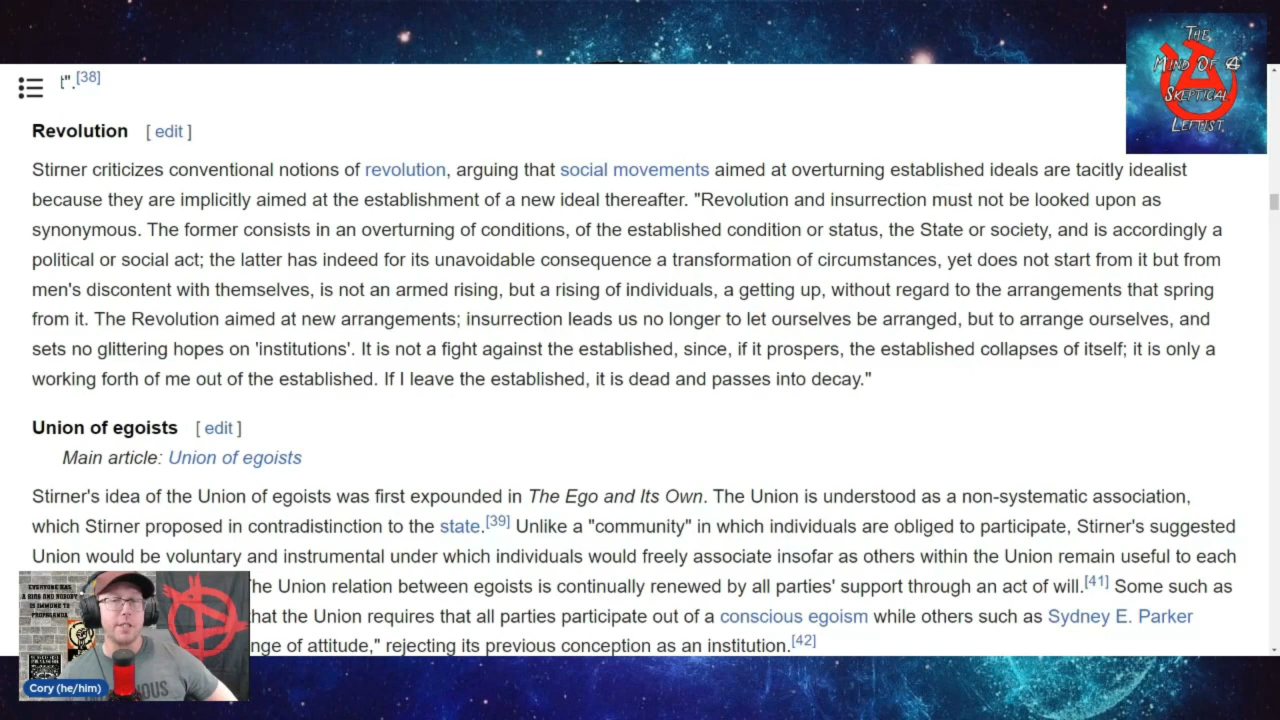 THE
MIND OF A
SKEPTICAL
LEFTIST
t".[38]
Revolution [ edit ]
Stirner criticizes conventional notions of revolution, arguing that social movements aimed at overturning established ideals are tacitly idealist
because they are implicitly aimed at the establishment of a new ideal thereafter. "Revolution and insurrection must not be looked upon as
synonymous. The former consists in an overturning of conditions, of the established condition or status, the State or society, and is accordingly a
political or social act; the latter has indeed for its unavoidable consequence a transformation of circumstances, yet does not start from it but from
men's discontent with themselves, is not an armed rising, but a rising of individuals, a getting up, without regard to the arrangements that spring
from it. The Revolution aimed at new arrangements; insurrection leads us no longer to let ourselves be arranged, but to arrange ourselves, and
sets no glittering hopes on 'institutions'. It is not a fight against the established, since, if it prospers, the established collapses of itself; it is only a
working forth of me out of the established. If I leave the established, it is dead and passes into decay."
Union of egoists [ edit ]
Main article: Union of egoists
Stirner's idea of the Union of egoists was first expounded in The Ego and Its Own. The Union is understood as a non-systematic association,
which Stirner proposed in contradistinction to the state.[39] Unlike a "community" in which individuals are obliged to participate, Stirner's suggested
Union would be voluntary and instrumental under which individuals would freely associate insofar as others within the Union remain useful to each
he Union relation between egoists is continually renewed by all parties' support through an act of will.[41] Some such as
hat the Union requires that all parties participate out of a conscious egoism while others such as Sydney E. Parker
nge of attitude," rejecting its previous conception as an institution.[42]
EVERYONE HAS
A BIAS AND NOBODY
IS IMMUNE TO
PROPAGANDA
Cory (he/him)